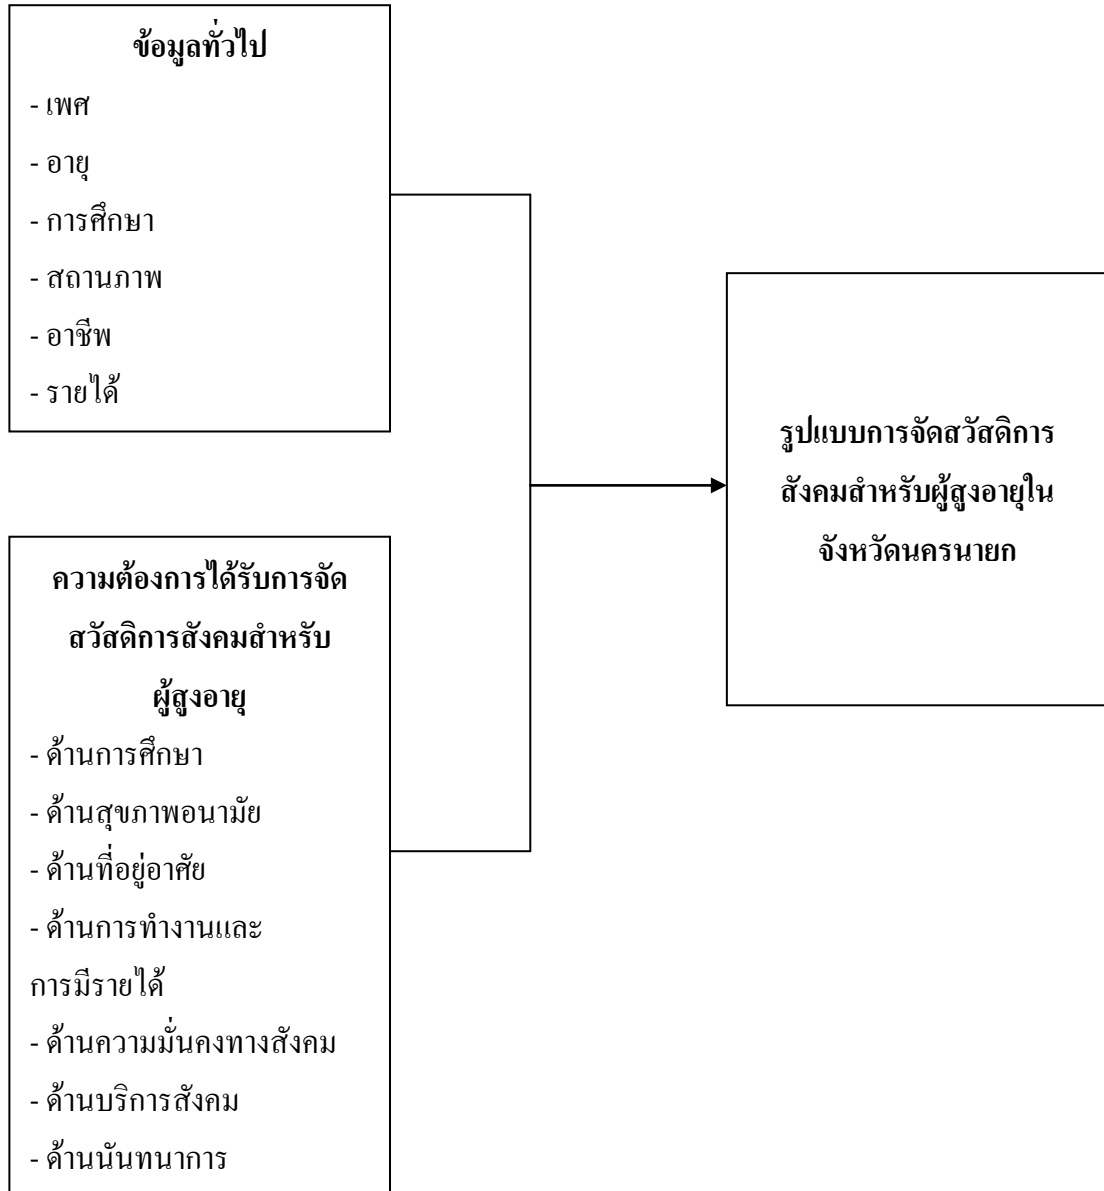 ข้อมูลทั่วไป
- เพศ
- อายุ
- การศึกษา
- สถานภาพ
- อาชีพ
- รายได้
ความต้องการได้รับการจัด
สวัสดิการสังคมสำหรับ
ผู้สูงอายุ
- ด้านการศึกษา
- ด้านสุขภาพอนามัย
- ด้านที่อยู่อาศัย
- ด้านการทำงานและ
การมีรายได้
- ด้านความมั่นคงทางสังคม
- ด้านบริการสังคม
- ด้านนันทนาการ
รูปแบบการจัดสวัสดิการ
สังคมสำหรับผู้สูงอายุใน
จังหวัดนครนายก